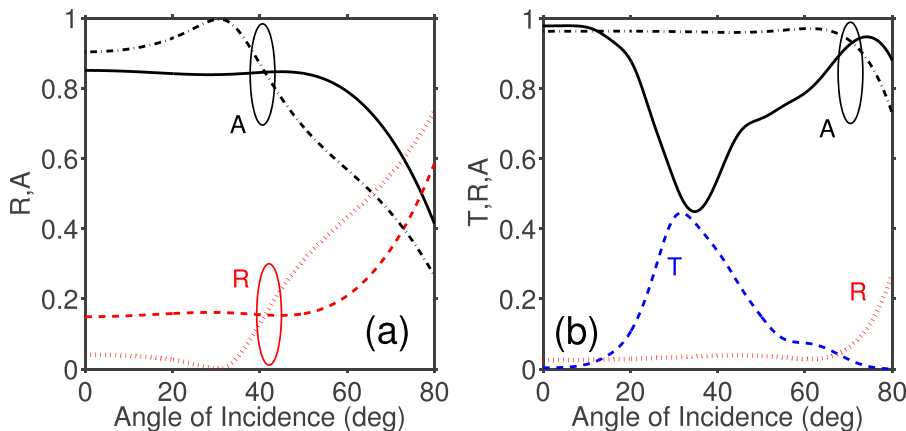 1
0.8
0.6
0.4
0.2
0
R,A
A
R
(a)
0 20 40 60 80
Angle of Incidence (deg)
1
0.8
0.6
0.4
0.2
0
T,R,A
A
T
R
(b)
0 20 40 60 80
Angle of Incidence (deg)